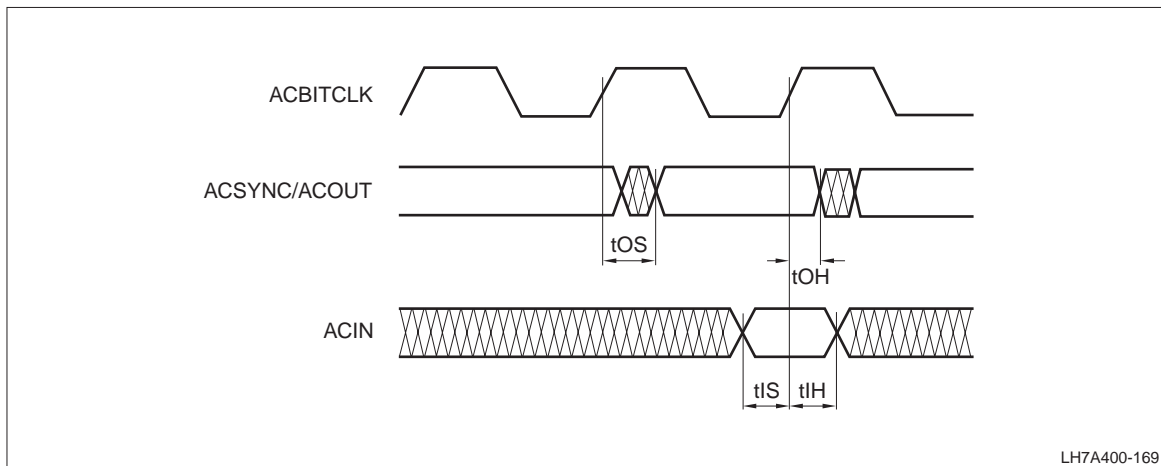 ACBITCLK
ACSYNC/ACOUT
tOS
tOH
ACIN
tIS
tIH
LH7A400-169